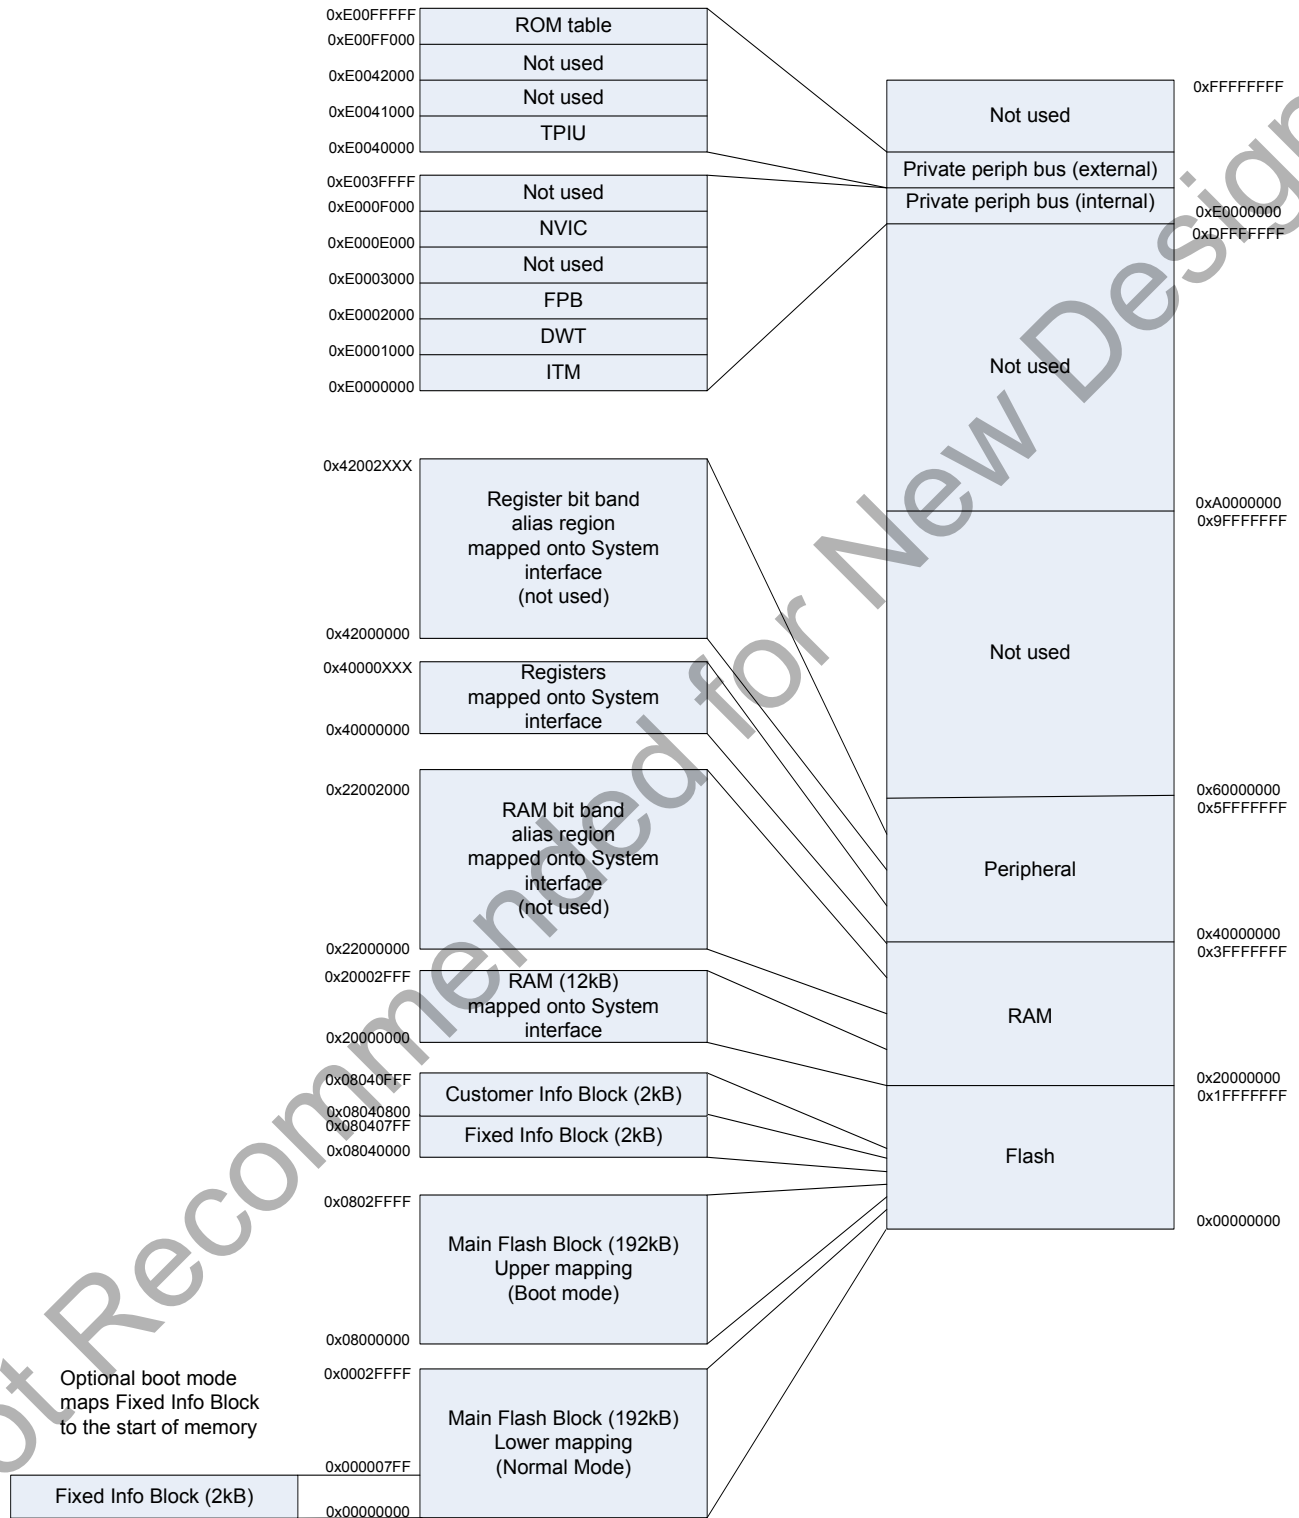 0xE00FFFFF
ROM table
0xE00FF000
Not used
0xE0042000
Not used
0xE0041000
TPIU
0xE0040000
0xE003FFFF
Not used
0xE000F000
NVIC
0xE000E000
Not used
0xE0003000
FPB
0xE0002000
DWT
0xE0001000
ITM
0xE0000000
0x42002XXX
Register bit band
alias region
mapped onto System
interface
(not used)
0x42000000
0x40000XXX
Registers
mapped onto System
interface
0x40000000
0x22002000
RAM bit band
alias region
mapped onto System
interface
(not used)
0x22000000
0x20002FFF
RAM (12kB)
mapped onto System
interface
0x20000000
0x08040FFF
Customer Info Block (2kB)
0x08040800
0x080407FF
Fixed Info Block (2kB)
0x08040000
0x0802FFFF
Main Flash Block (192kB)
Upper mapping
(Boot mode)
0x08000000
0x0002FFFF
Main Flash Block (192kB)
Lower mapping
(Normal Mode)
Optional boot mode
maps Fixed Info Block
to the start of memory
0x000007FF
Fixed Info Block (2kB)
0x00000000
0xFFFFFFFF
Not used
Private periph bus (external)
Private periph bus (internal)
0xE0000000
0xDFFFFFFF
Not used
0xA0000000
0x9FFFFFFF
Not used
0x60000000
0x5FFFFFFF
Peripheral
0x40000000
0x3FFFFFFF
RAM
0x20000000
0x1FFFFFFF
Flash
0x00000000
Recommended for New